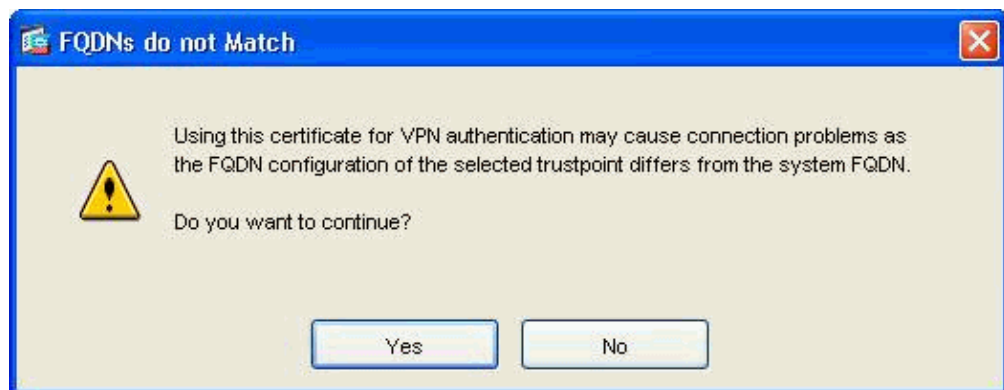 FQDNs do not Match
Using this certificate for VPN authentication may cause connection problems as
the FQDN configuration of the selected trustpoint differs from the system FQDN.
Do you want to continue?
Yes
No